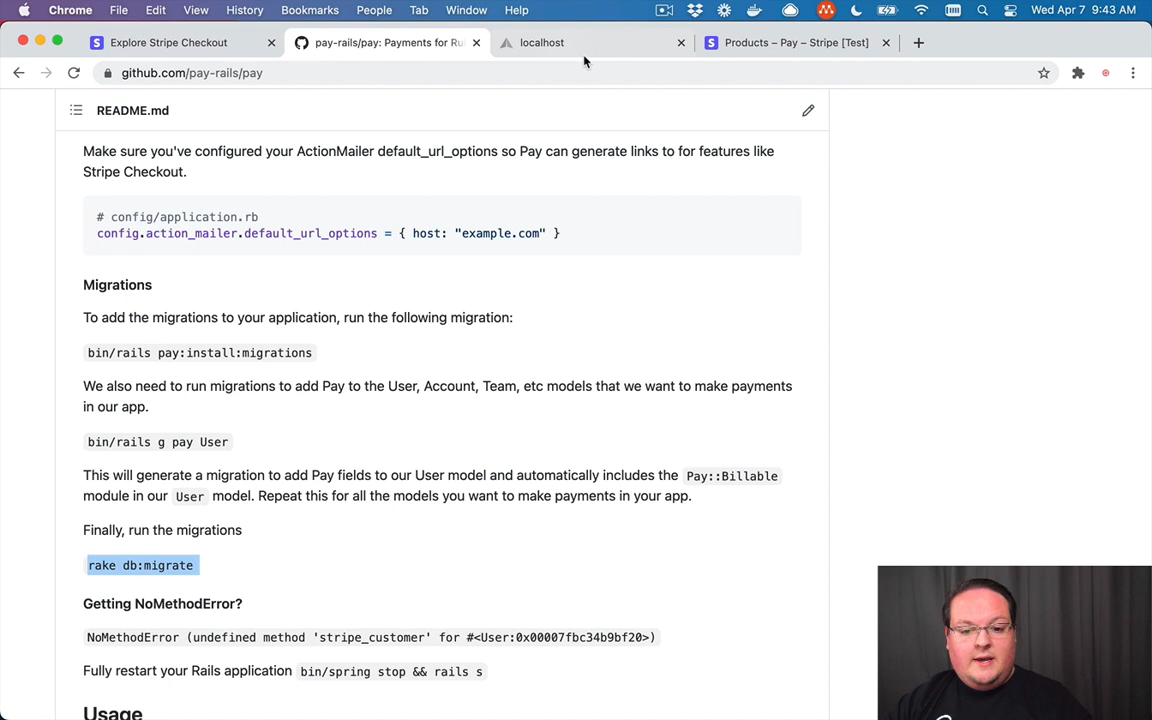 Chrome File Edit View History Bookmarks People Tab Window Help Wed Apr 7 9:43 AM
Explore Stripe Checkout pay-rails/pay: Payments for Ru localhost Products – Pay – Stripe [Test]
github.com/pay-rails/pay
README.md
Make sure you've configured your ActionMailer default_url_options so Pay can generate links to for features like
Stripe Checkout.
# config/application.rb
config.action_mailer.default_url_options = { host: "example.com" }
Migrations
To add the migrations to your application, run the following migration:
bin/rails pay:install:migrations
We also need to run migrations to add Pay to the User, Account, Team, etc models that we want to make payments
in our app.
bin/rails g pay User
This will generate a migration to add Pay fields to our User model and automatically includes the Pay::Billable
module in our User model. Repeat this for all the models you want to make payments in your app.
Finally, run the migrations
rake db:migrate
Getting NoMethodError?
NoMethodError (undefined method 'stripe_customer' for #<User:0x00007fbc34b9bf20>)
Fully restart your Rails application bin/spring stop && rails s
Usage